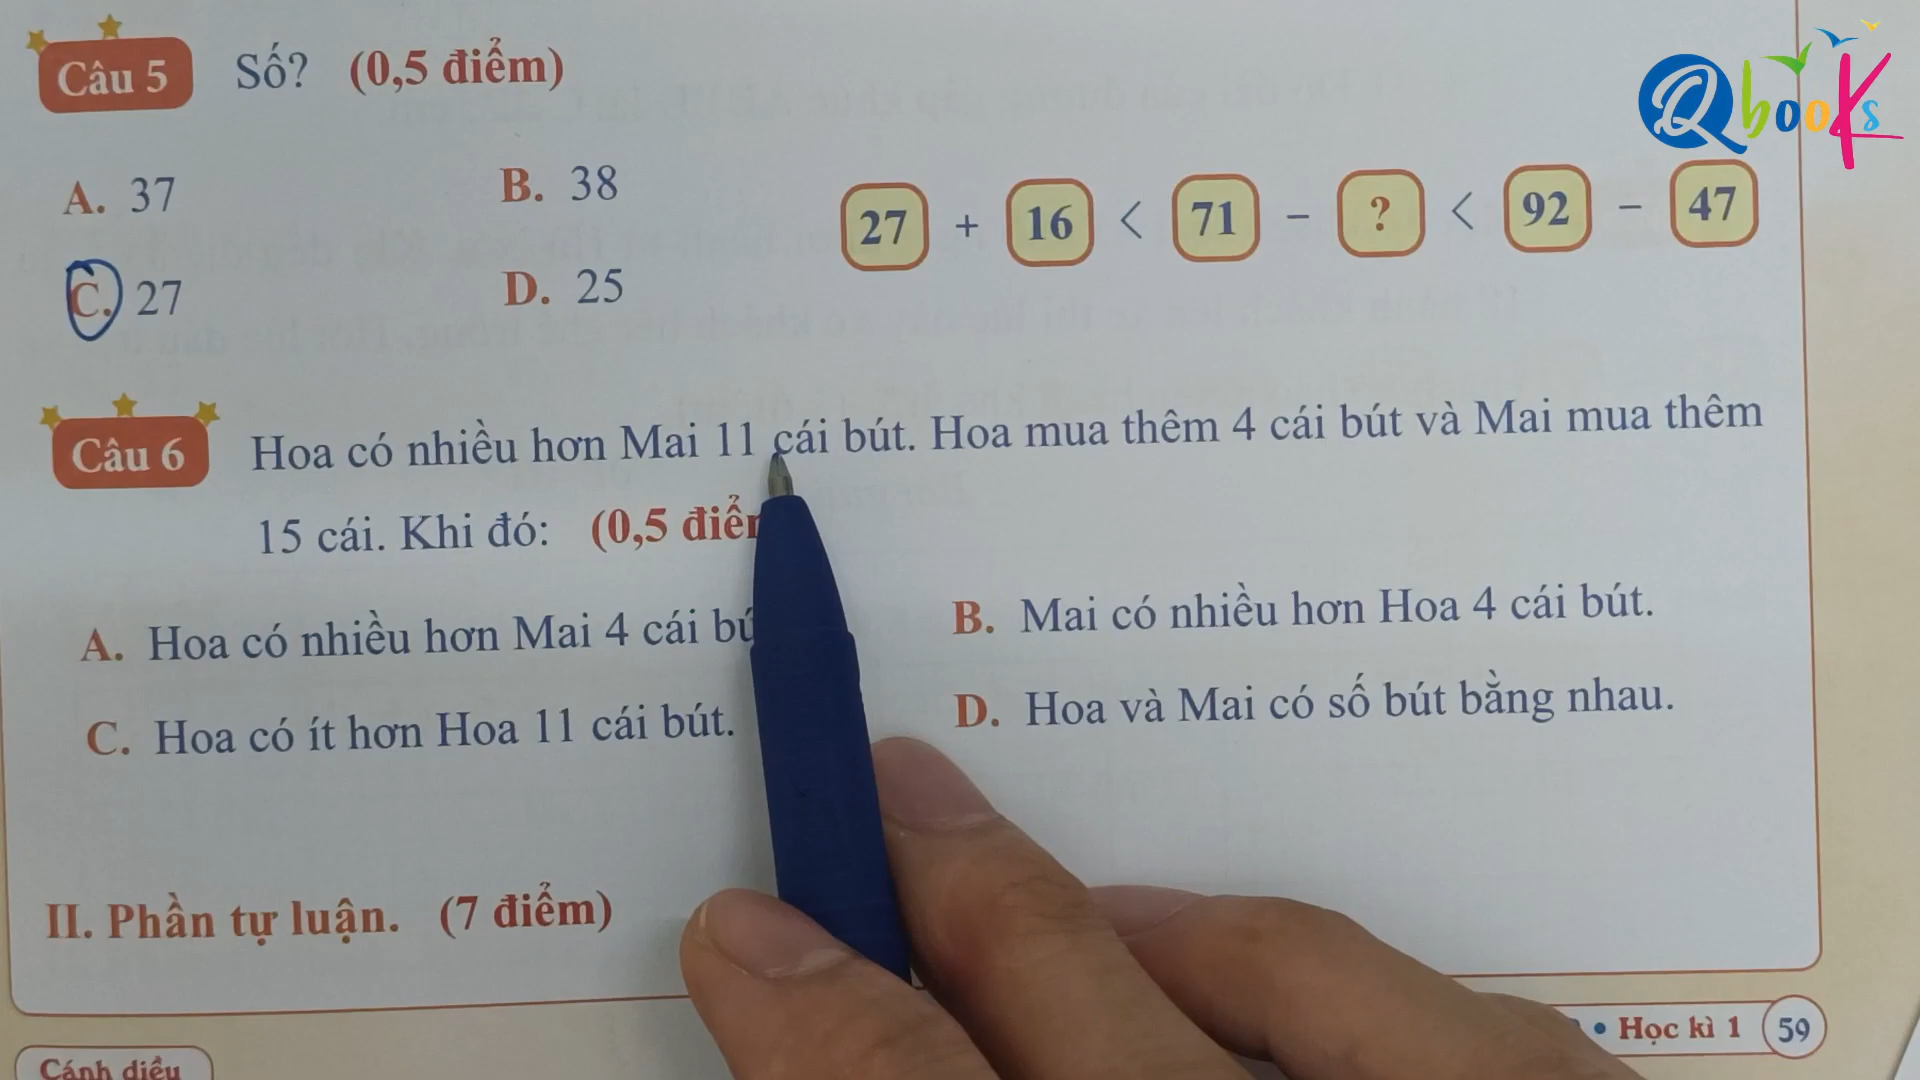 Qbooks
Câu 5 Số? (0,5 điểm)
A. 37 B. 38
27 + 16 < 71 - ? < 92 - 47
C. 27 D. 25
Câu 6 Hoa có nhiều hơn Mai 11 cái bút. Hoa mua thêm 4 cái bút và Mai mua thêm
15 cái. Khi đó: (0,5
A. Hoa có nhiều hơn Mai 4 cái
B. Mai có nhiều hơn Hoa 4 cái bút.
C. Hoa có ít hơn Hoa 11 cái bút.
D. Hoa và Mai có số bút bằng nhau.
II. Phần tự luận. (7 điểm)
• Học kì 1 59
Cánh diều